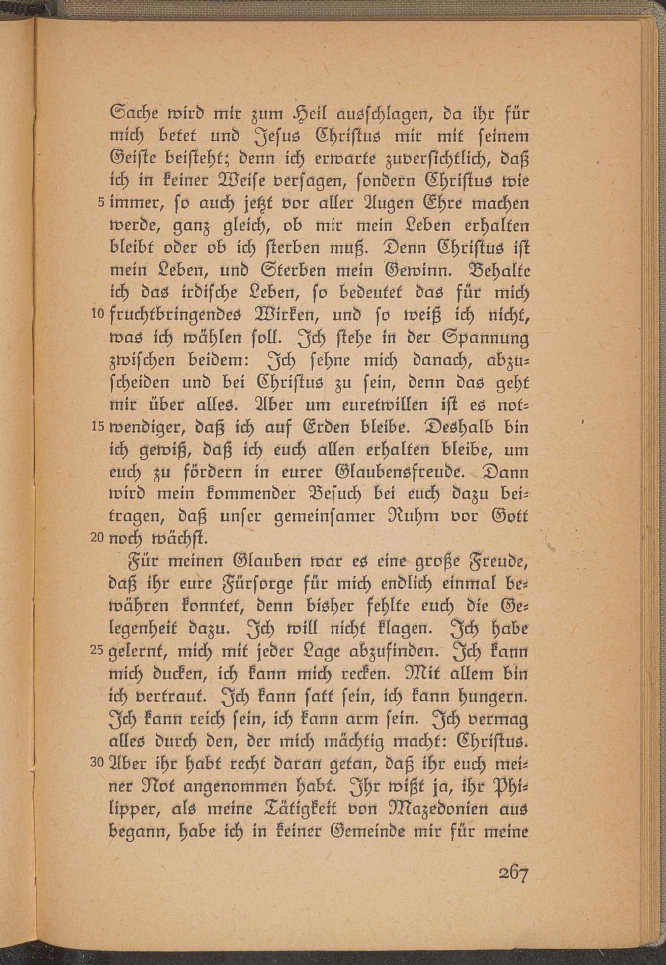 Sache wird mir zum Heil ausschlagen, da ihr für
mich betet und Jesus Christus mir mit seinem
Geiste beisteht; denn ich erwarte zuversichtlich, daß
ich in keiner Weise versagen, sondern Christus wie
5 immer, so auch jetzt vor aller Augen Ehre machen
werde, ganz gleich, ob mir mein Leben erhalten
bleibt oder ob ich sterben muß. Denn Christus ist
mein Leben, und Sterben mein Gewinn. Behalte
ich das irdische Leben, so bedeutet das für mich
10 fruchtbringendes Wirken, und so weiß ich nicht,
was ich wählen soll. Ich stehe in der Spannung
zwischen beidem: Ich sehne mich danach, abzu-
scheiden und bei Christus zu sein, denn das geht
mir über alles. Aber um euretwillen ist es not-
15 wendiger, daß ich auf Erden bleibe. Deshalb bin
ich gewiß, daß ich euch allen erhalten bleibe, um
euch zu fördern in eurer Glaubensfreude. Dann
wird mein kommender Besuch bei euch dazu bei-
tragen, daß unser gemeinsamer Ruhm vor Gott
20 noch wächst.
Für meinen Glauben war es eine große Freude,
daß ihr eure Fürsorge für mich endlich einmal be-
währen konntet, denn bisher fehlte euch die Ge-
legenheit dazu. Ich will nicht klagen. Ich habe
25 gelernt, mich mit jeder Lage abzufinden. Ich kann
mich ducken, ich kann mich recken. Mit allem bin
ich vertraut. Ich kann satt sein, ich kann hungern.
Ich kann reich sein, ich kann arm sein. Ich vermag
alles durch den, der mich mächtig macht: Christus.
30 Aber ihr habt recht daran getan, daß ihr euch mei-
ner Not angenommen habt. Ihr wißt ja, ihr Phi-
lipper, als meine Tätigkeit von Mazedonien aus
begann, habe ich in keiner Gemeinde mir für meine
267